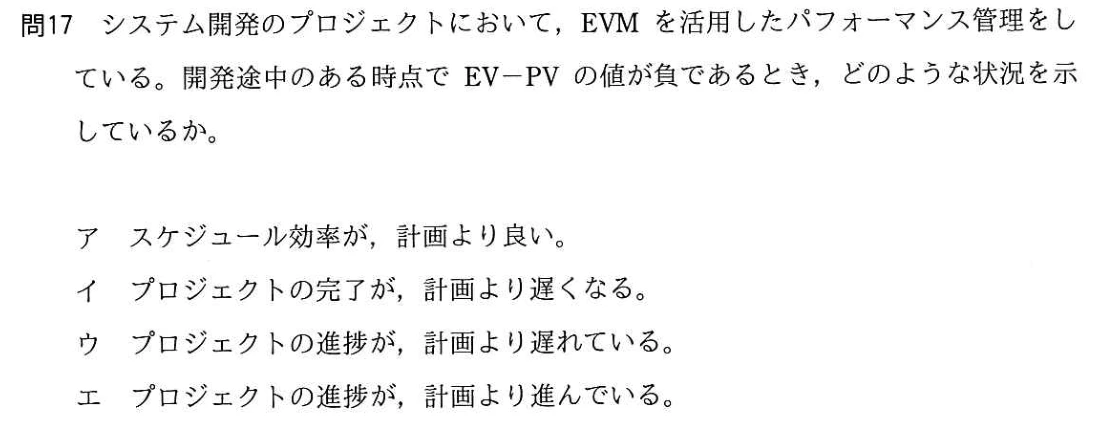 問17　システム開発のプロジェクトにおいて，EVM を活用したパフォーマンス管理をし
ている。開発途中のある時点で EV－PV の値が負であるとき，どのような状況を示
しているか。
ア　スケジュール効率が，計画より良い。
イ　プロジェクトの完了が，計画より遅くなる。
ウ　プロジェクトの進捗が，計画より遅れている。
エ　プロジェクトの進捗が，計画より進んでいる。